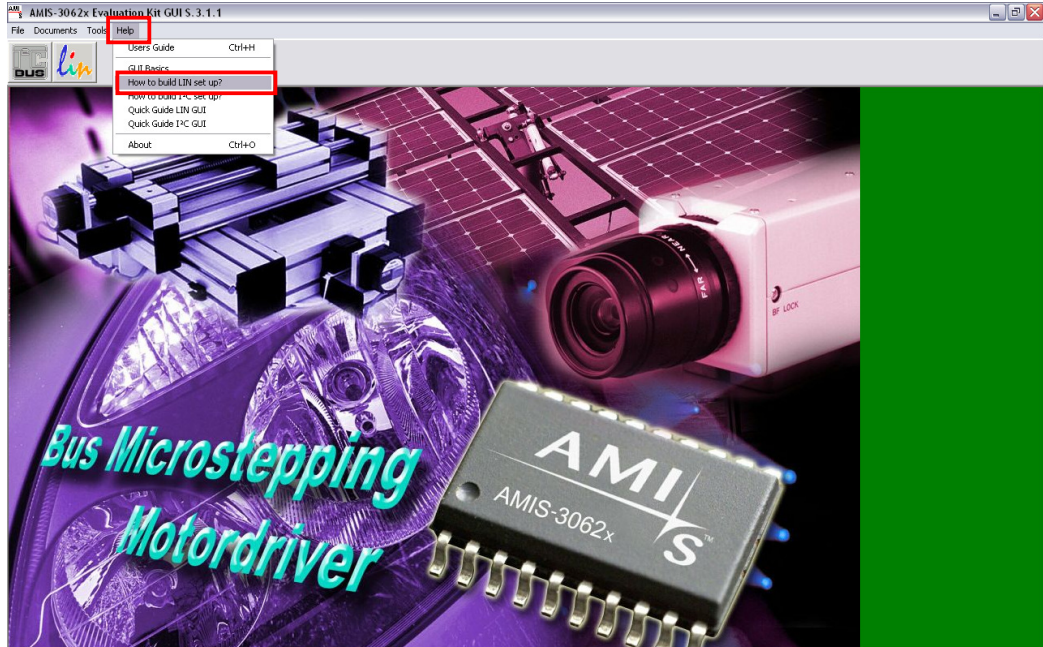 AMIS-3062x Evaluation Kit GUI S.3.1.1
File Documents Tools Help
I²C
BUS lin
Users Guide Ctrl+H
GUI Basics
How to build LIN set up?
How to build I²C set up?
Quick Guide LIN GUI
Quick Guide I²C GUI
About Ctrl+O
FAR ↔ NEAR
BF LOCK
Bus Microstepping
Motordriver
AMI
S™
AMIS-3062x